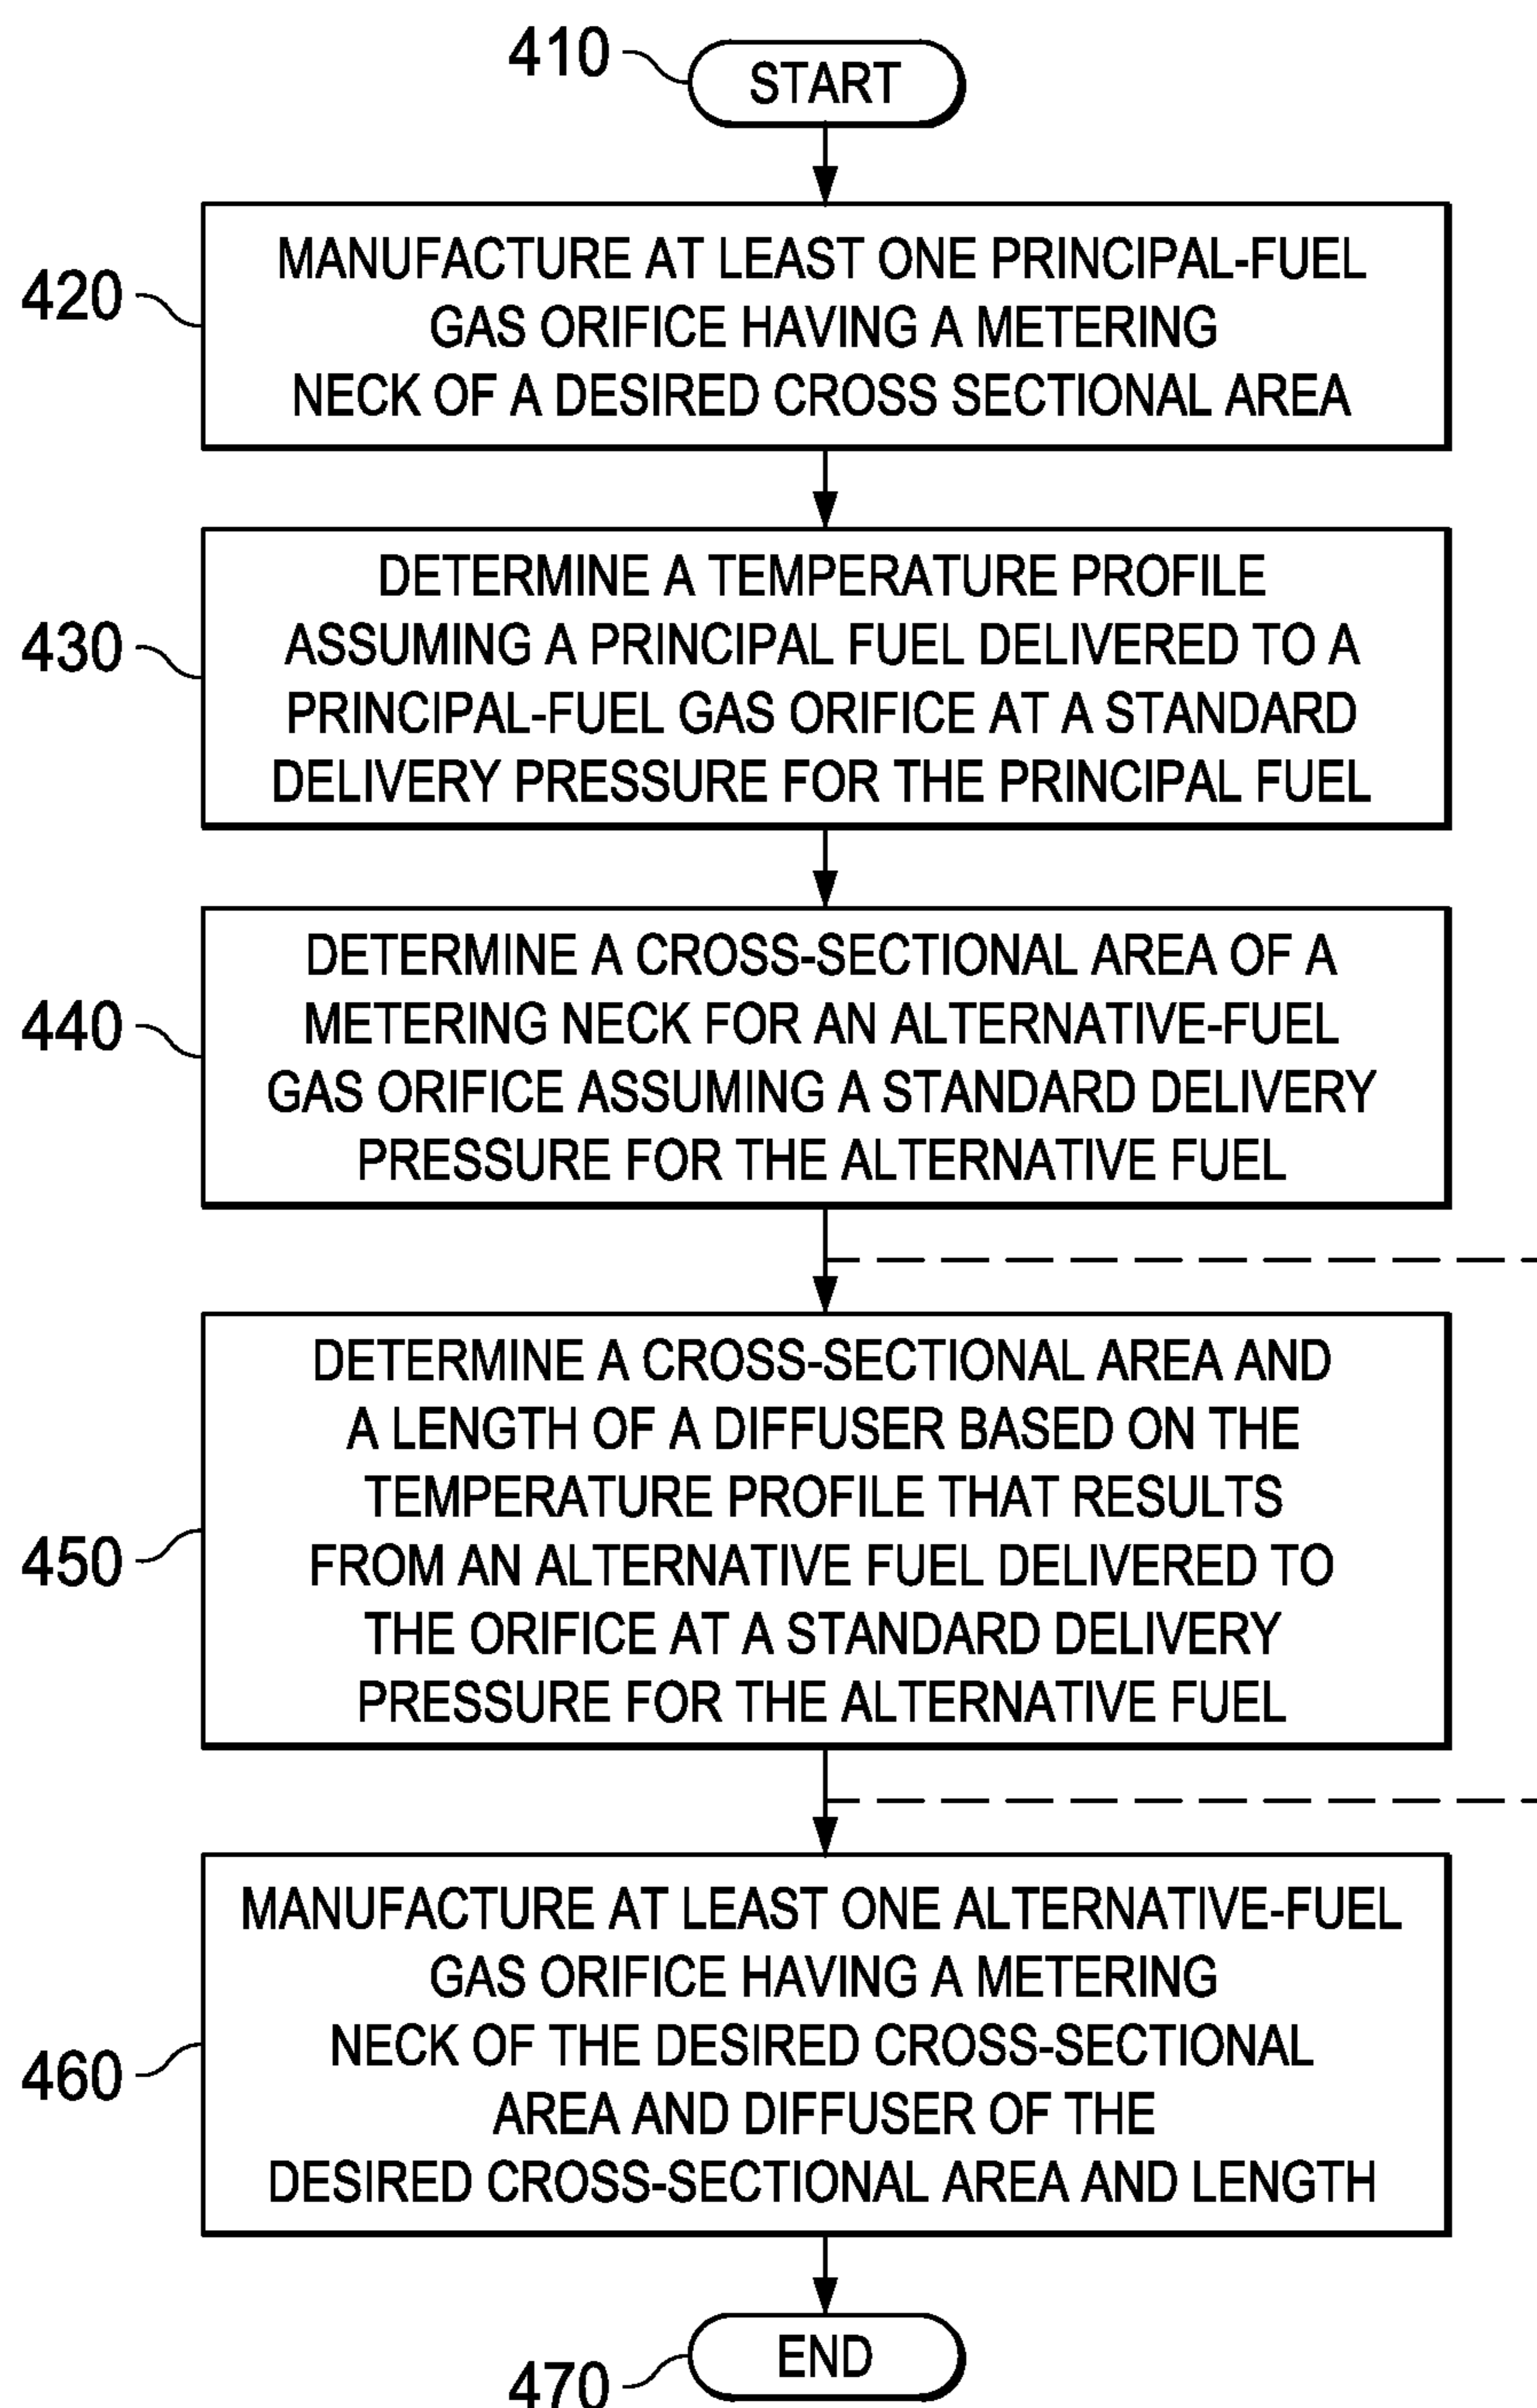 410
START
420
MANUFACTURE AT LEAST ONE PRINCIPAL-FUEL
GAS ORIFICE HAVING A METERING
NECK OF A DESIRED CROSS SECTIONAL AREA
430
DETERMINE A TEMPERATURE PROFILE
ASSUMING A PRINCIPAL FUEL DELIVERED TO A
PRINCIPAL-FUEL GAS ORIFICE AT A STANDARD
DELIVERY PRESSURE FOR THE PRINCIPAL FUEL
440
DETERMINE A CROSS-SECTIONAL AREA OF A
METERING NECK FOR AN ALTERNATIVE-FUEL
GAS ORIFICE ASSUMING A STANDARD DELIVERY
PRESSURE FOR THE ALTERNATIVE FUEL
450
DETERMINE A CROSS-SECTIONAL AREA AND
A LENGTH OF A DIFFUSER BASED ON THE
TEMPERATURE PROFILE THAT RESULTS
FROM AN ALTERNATIVE FUEL DELIVERED TO
THE ORIFICE AT A STANDARD DELIVERY
PRESSURE FOR THE ALTERNATIVE FUEL
460
MANUFACTURE AT LEAST ONE ALTERNATIVE-FUEL
GAS ORIFICE HAVING A METERING
NECK OF THE DESIRED CROSS-SECTIONAL
AREA AND DIFFUSER OF THE
DESIRED CROSS-SECTIONAL AREA AND LENGTH
470
END